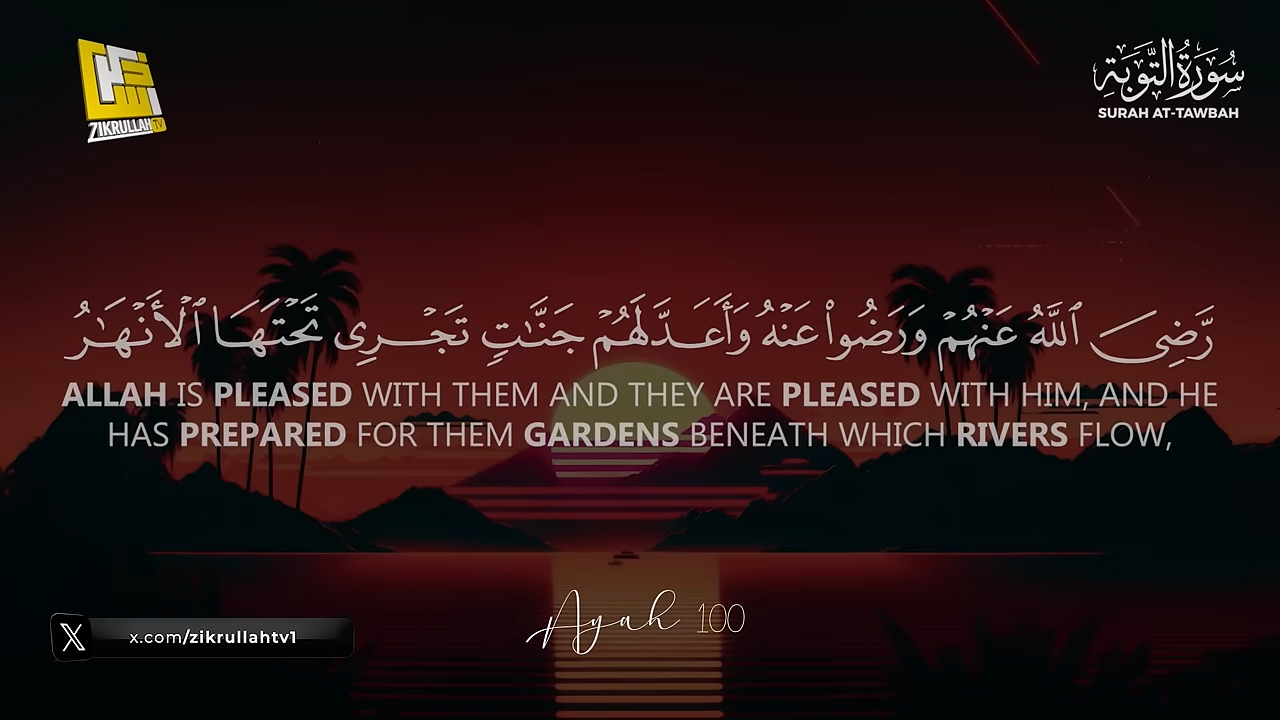 ZIKRULLAH TV
سُورَةُ التَّوبَةِ
SURAH AT-TAWBAH
رَّضِىَ ٱللَّهُ عَنْهُمْ وَرَضُوا۟ عَنْهُ وَأَعَدَّ لَهُمْ جَنَّـٰتٍ تَجْرِى تَحْتَهَا ٱلْأَنْهَـٰرُ
ALLAH IS PLEASED WITH THEM AND THEY ARE PLEASED WITH HIM, AND HE
HAS PREPARED FOR THEM GARDENS BENEATH WHICH RIVERS FLOW,
Ayah 100
X x.com/zikrullahtv1